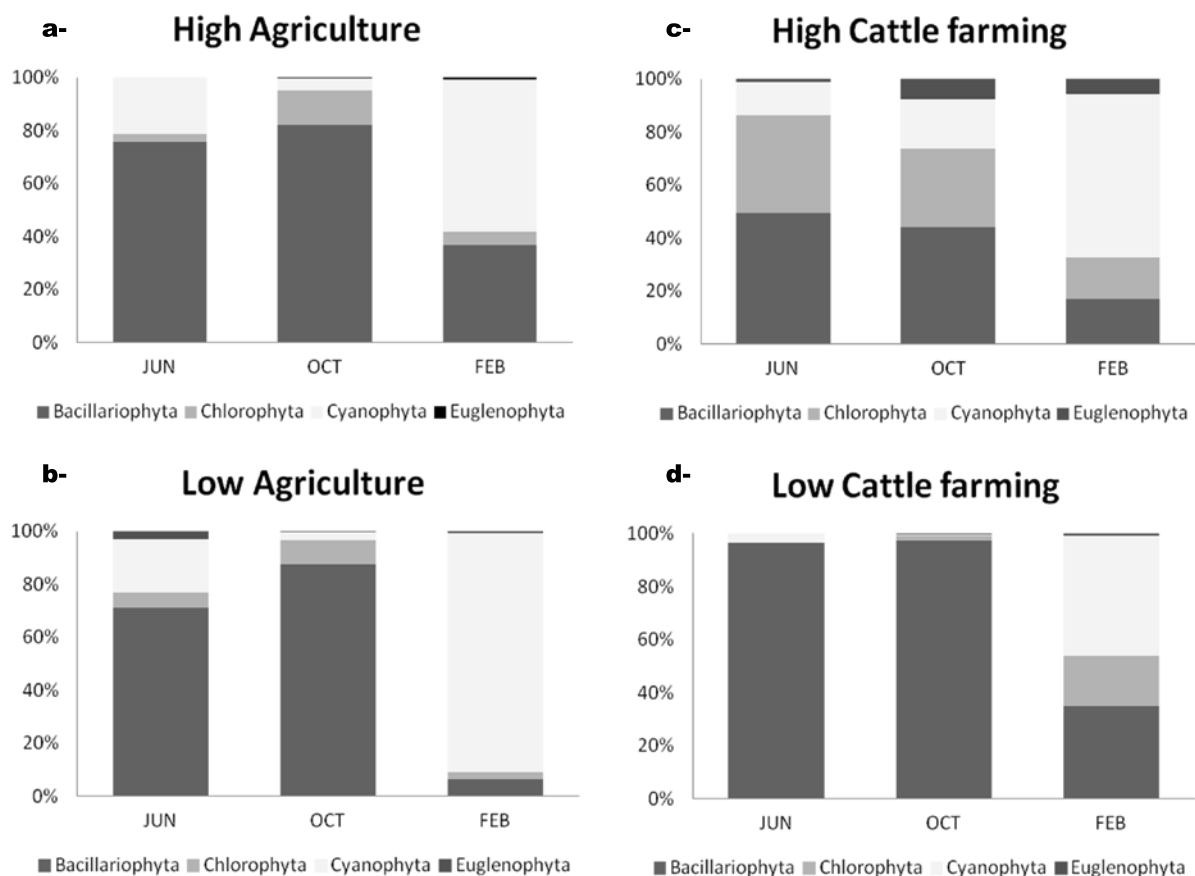 a-
High Agriculture
100%
80%
60%
40%
20%
0%
JUN OCT FEB
Bacillariophyta Chlorophyta Cyanophyta Euglenophyta
c-
High Cattle farming
100%
80%
60%
40%
20%
0%
JUN OCT FEB
Bacillariophyta Chlorophyta Cyanophyta Euglenophyta
b-
Low Agriculture
100%
80%
60%
40%
20%
0%
JUN OCT FEB
Bacillariophyta Chlorophyta Cyanophyta Euglenophyta
d-
Low Cattle farming
100%
80%
60%
40%
20%
0%
JUN OCT FEB
Bacillariophyta Chlorophyta Cyanophyta Euglenophyta